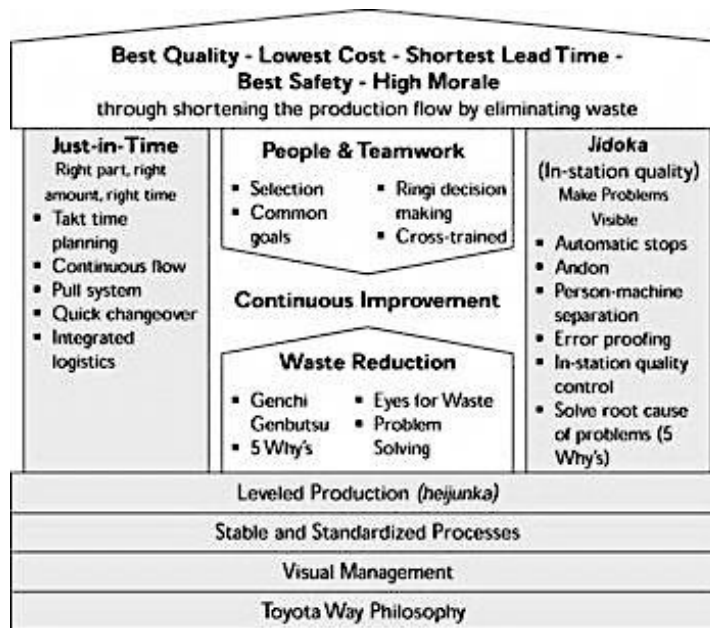 Best Quality - Lowest Cost - Shortest Lead Time -
Best Safety - High Morale
through shortening the production flow by eliminating waste
Just-in-Time
Right part, right
amount, right time
▪ Takt time
planning
▪ Continuous flow
▪ Pull system
▪ Quick changeover
▪ Integrated
logistics
People & Teamwork
▪ Selection
▪ Common
goals
▪ Ringi decision
making
▪ Cross-trained
Continuous Improvement
Waste Reduction
▪ Genchi
Genbutsu
▪ 5 Why's
▪ Eyes for Waste
▪ Problem
Solving
Jidoka
(In-station quality)
Make Problems
Visible
▪ Automatic stops
▪ Andon
▪ Person-machine
separation
▪ Error proofing
▪ In-station quality
control
▪ Solve root cause
of problems (5
Why's)
Leveled Production (heijunka)
Stable and Standardized Processes
Visual Management
Toyota Way Philosophy